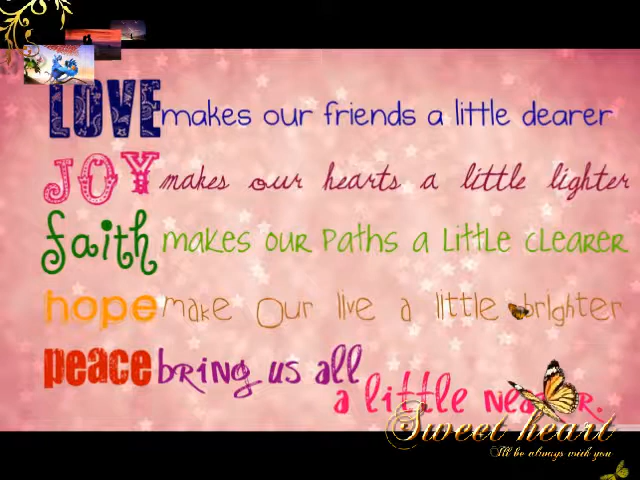 LOVE makes our friends a little dearer
JOY makes our hearts a little lighter
faith makes our paths a little clearer
hope make Our live a little brighter
peace bring us all
a little
Sweet heart
I'll be always with you